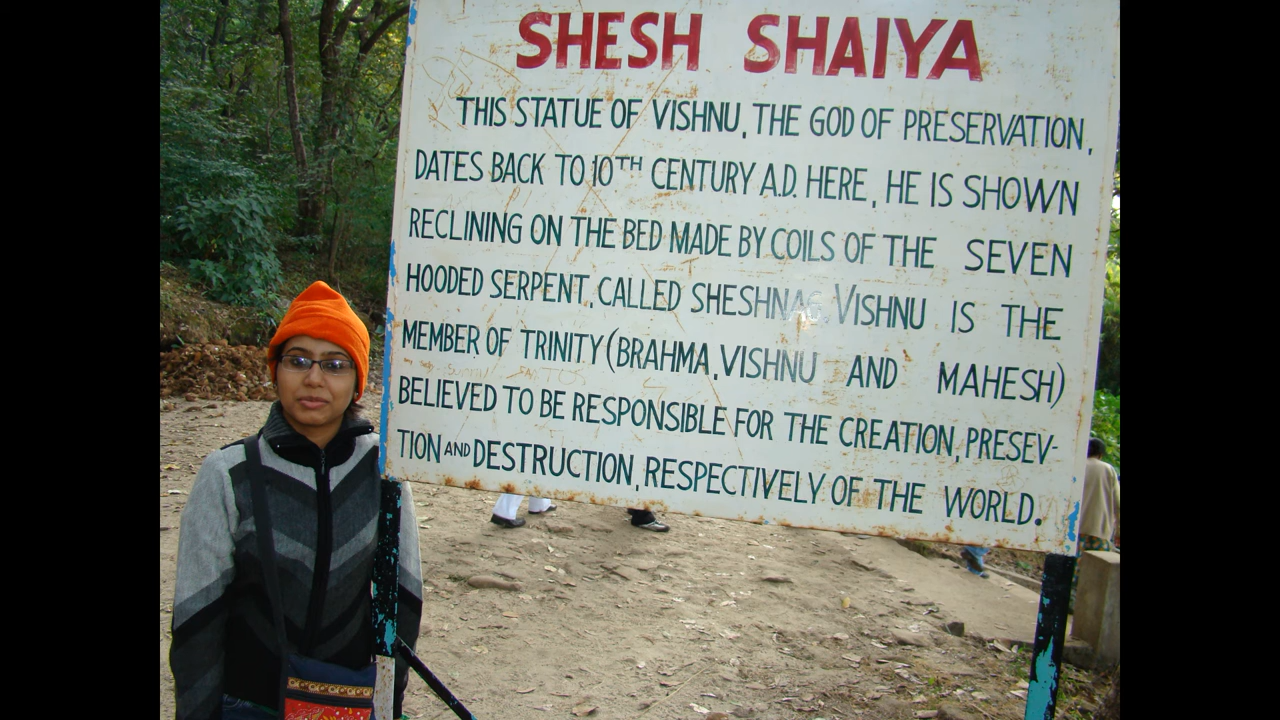 SHESH SHAIYA
THIS STATUE OF VISHNU, THE GOD OF PRESERVATION,
DATES BACK TO 10TH CENTURY A.D. HERE, HE IS SHOWN
RECLINING ON THE BED MADE BY COILS OF THE SEVEN
HOODED SERPENT, CALLED SHESHNAG. VISHNU IS THE
MEMBER OF TRINITY (BRAHMA, VISHNU AND MAHESH)
BELIEVED TO BE RESPONSIBLE FOR THE CREATION, PRESEV-
TION AND DESTRUCTION, RESPECTIVELY OF THE WORLD.